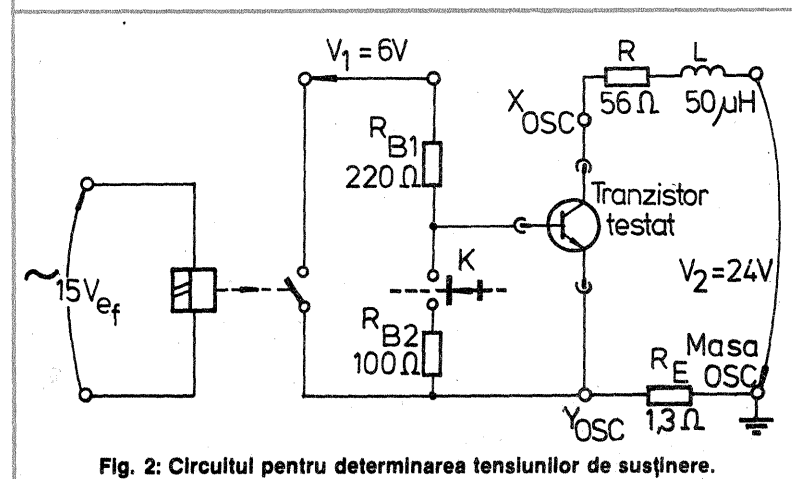 V1 = 6V
R L
56 Ω 50 µH
XOSC
RB1
220 Ω
Tranzistor
testat
K
~15Vef
V2 = 24V
RB2
100 Ω
RE
1,3 Ω
Masa
OSC
YOSC
Fig. 2: Circuitul pentru determinarea tensiunilor de susținere.